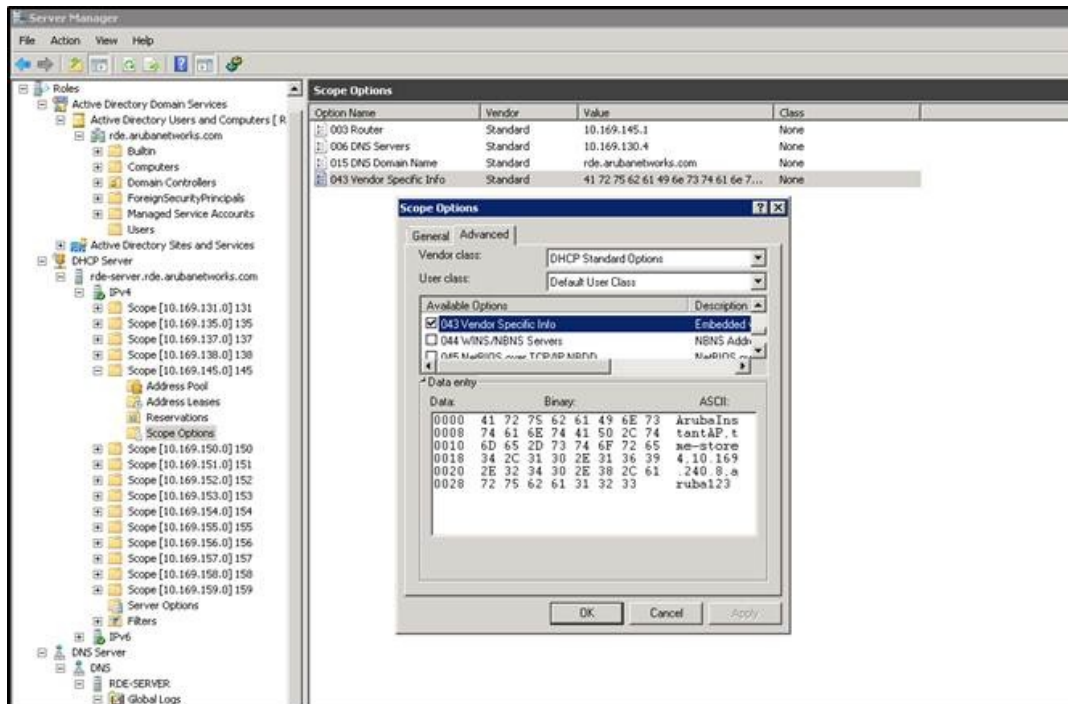 Server Manager
File Action View Help
Roles
Active Directory Domain Services
Active Directory Users and Computers [ R
rde.arubanetworks.com
Builtin
Computers
Domain Controllers
ForeignSecurityPrincipals
Managed Service Accounts
Users
Active Directory Sites and Services
DHCP Server
rde-server.rde.arubanetworks.com
IPv4
Scope [10.169.131.0] 131
Scope [10.169.135.0] 135
Scope [10.169.137.0] 137
Scope [10.169.138.0] 138
Scope [10.169.145.0] 145
Address Pool
Address Leases
Reservations
Scope Options
Scope [10.169.150.0] 150
Scope [10.169.151.0] 151
Scope [10.169.152.0] 152
Scope [10.169.153.0] 153
Scope [10.169.154.0] 154
Scope [10.169.155.0] 155
Scope [10.169.156.0] 156
Scope [10.169.157.0] 157
Scope [10.169.158.0] 158
Scope [10.169.159.0] 159
Server Options
Filters
IPv6
DNS Server
DNS
RDE-SERVER
Global Logs
Scope Options
Option Name Vendor Value Class
003 Router Standard 10.169.145.1 None
006 DNS Servers Standard 10.169.130.4 None
015 DNS Domain Name Standard rde.arubanetworks.com None
043 Vendor Specific Info Standard 41 72 75 62 61 49 6e 73 74 61 6e 7... None
Scope Options
General Advanced
Vendor class: DHCP Standard Options
User class: Default User Class
Available Options Description
043 Vendor Specific Info Embedded
044 WINS/NBNS Servers NBNS Addr
045 NetBIOS over TCP/IP NBDD NetBIOS
Data entry
Data: Binary: ASCII:
0000 41 72 75 62 61 49 6E 73 ArubaIns
0008 74 61 6E 74 41 50 2C 74 tantAP,t
0010 6D 65 2D 73 74 6F 72 65 me-store
0018 34 2C 31 30 2E 31 36 39 4,10.169
0020 2E 32 34 30 2E 38 2C 61 .240.8,a
0028 72 75 62 61 31 32 33 ruba123
OK Cancel Apply